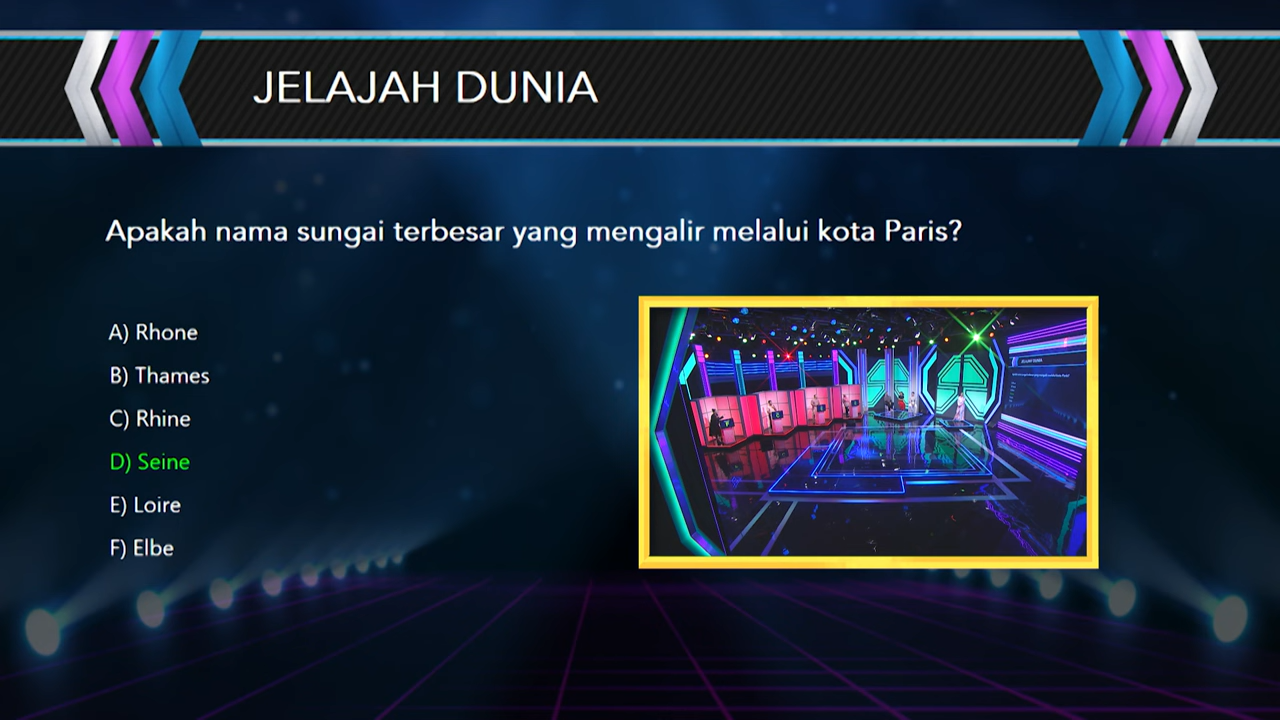 JELAJAH DUNIA
Apakah nama sungai terbesar yang mengalir melalui kota Paris?
A) Rhone
B) Thames
C) Rhine
D) Seine
E) Loire
F) Elbe